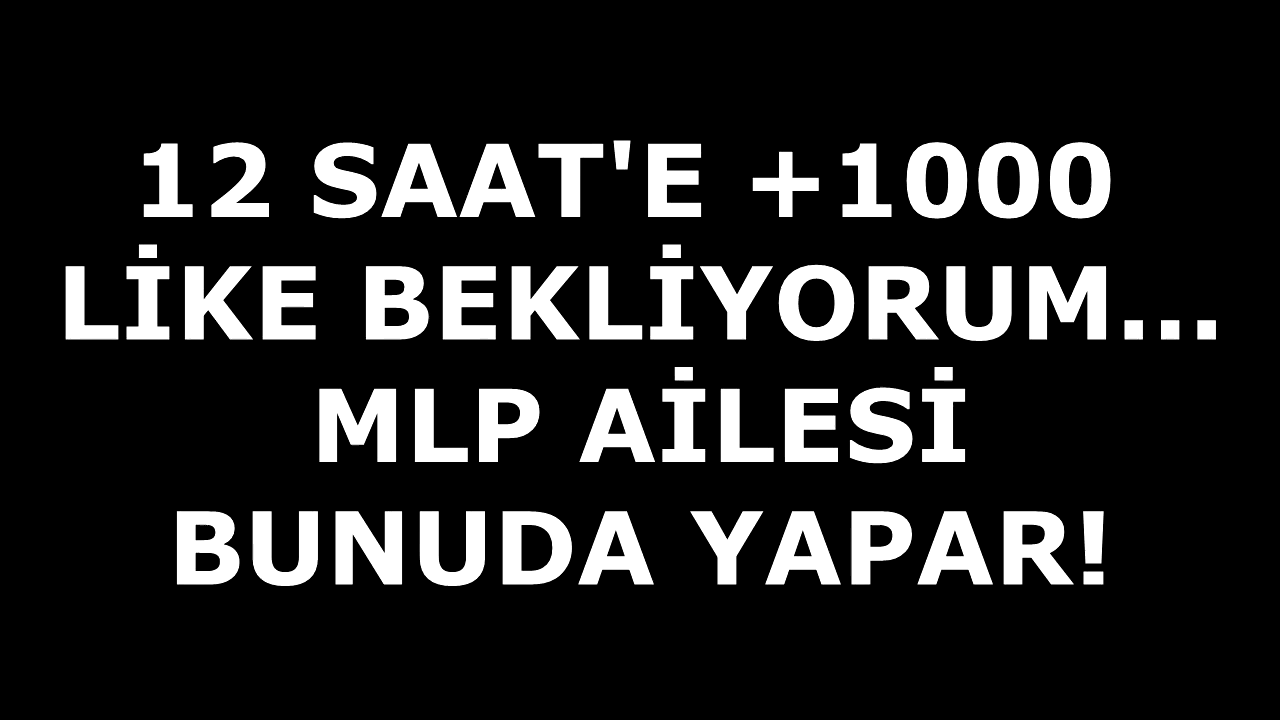 12 SAAT'E +1000
LİKE BEKLİYORUM...
MLP AİLESİ
BUNUDA YAPAR!